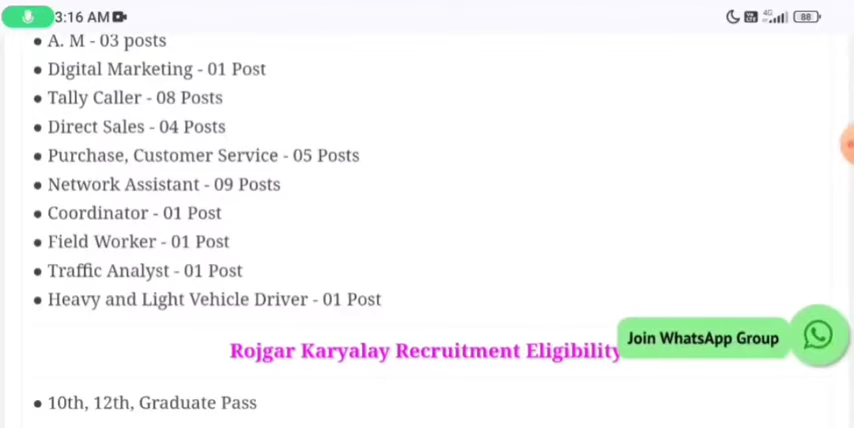 3:16 AM
4G 88
• A. M - 03 posts
• Digital Marketing - 01 Post
• Tally Caller - 08 Posts
• Direct Sales - 04 Posts
• Purchase, Customer Service - 05 Posts
• Network Assistant - 09 Posts
• Coordinator - 01 Post
• Field Worker - 01 Post
• Traffic Analyst - 01 Post
• Heavy and Light Vehicle Driver - 01 Post
Join WhatsApp Group
Rojgar Karyalay Recruitment Eligibility
• 10th, 12th, Graduate Pass